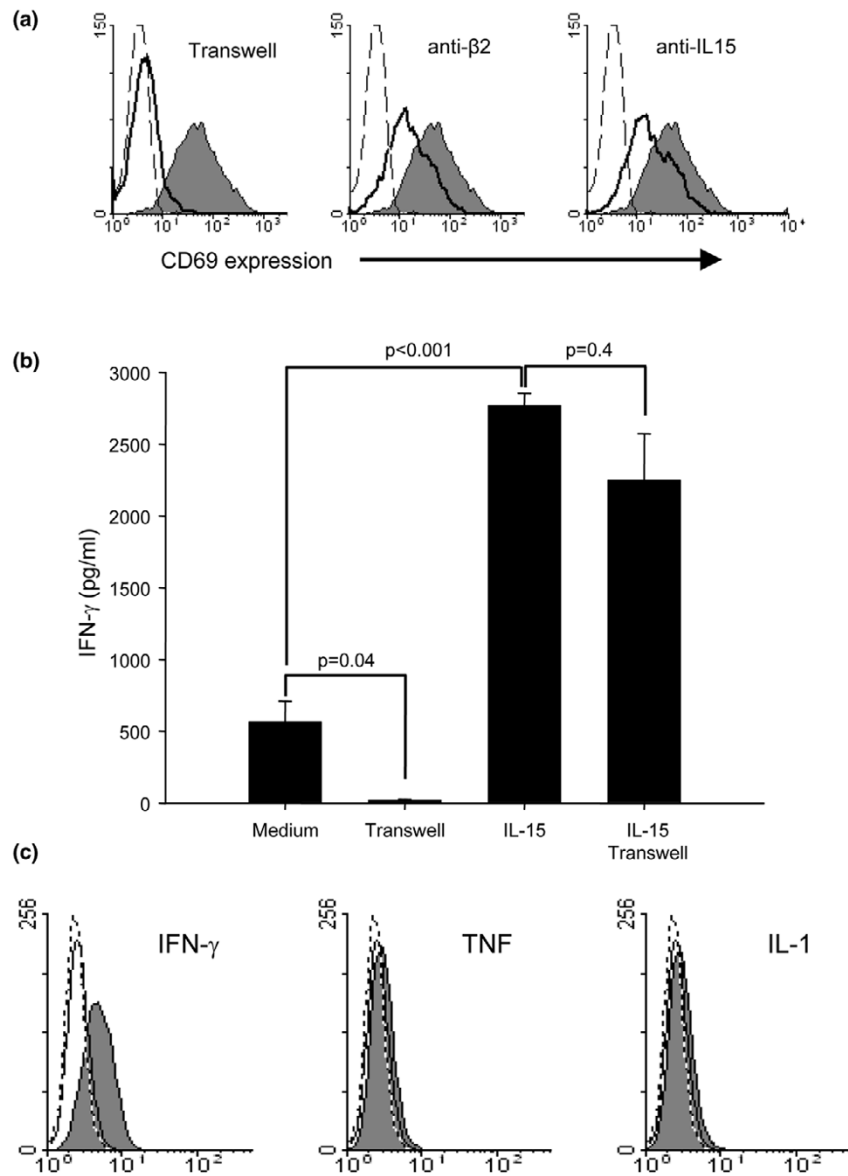 (a)
150
0
Transwell
10⁰ 10¹ 10² 10³
150
0
anti-β2
10⁰ 10¹ 10² 10³
150
0
anti-IL15
10⁰ 10¹ 10² 10³ 10⁴
CD69 expression
(b)
p<0.001
p=0.4
p=0.04
IFN-γ (pg/ml)
3000
2500
2000
1500
1000
500
0
Medium
Transwell
IL-15
IL-15
Transwell
(c)
256
0
IFN-γ
10⁰ 10¹ 10²
256
0
TNF
10⁰ 10¹ 10²
256
0
IL-1
10⁰ 10¹ 10²